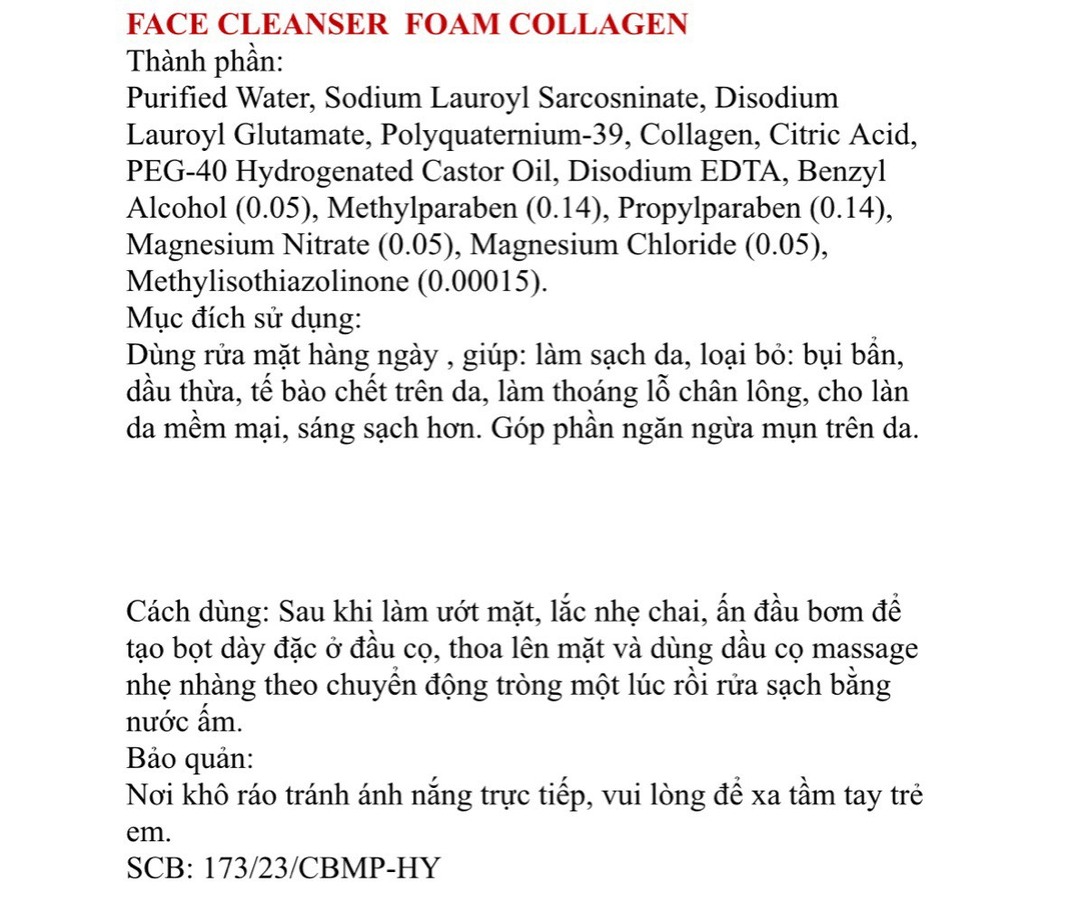 FACE CLEANSER FOAM COLLAGEN
Thành phần:
Purified Water, Sodium Lauroyl Sarcosninate, Disodium
Lauroyl Glutamate, Polyquaternium-39, Collagen, Citric Acid,
PEG-40 Hydrogenated Castor Oil, Disodium EDTA, Benzyl
Alcohol (0.05), Methylparaben (0.14), Propylparaben (0.14),
Magnesium Nitrate (0.05), Magnesium Chloride (0.05),
Methylisothiazolinone (0.00015).
Mục đích sử dụng:
Dùng rửa mặt hàng ngày , giúp: làm sạch da, loại bỏ: bụi bẩn,
dầu thừa, tế bào chết trên da, làm thoáng lỗ chân lông, cho làn
da mềm mại, sáng sạch hơn. Góp phần ngăn ngừa mụn trên da.
Cách dùng: Sau khi làm ướt mặt, lắc nhẹ chai, ấn đầu bơm để
tạo bọt dày đặc ở đầu cọ, thoa lên mặt và dùng dầu cọ massage
nhẹ nhàng theo chuyển động tròng một lúc rồi rửa sạch bằng
nước ấm.
Bảo quản:
Nơi khô ráo tránh ánh nắng trực tiếp, vui lòng để xa tầm tay trẻ
em.
SCB: 173/23/CBMP-HY